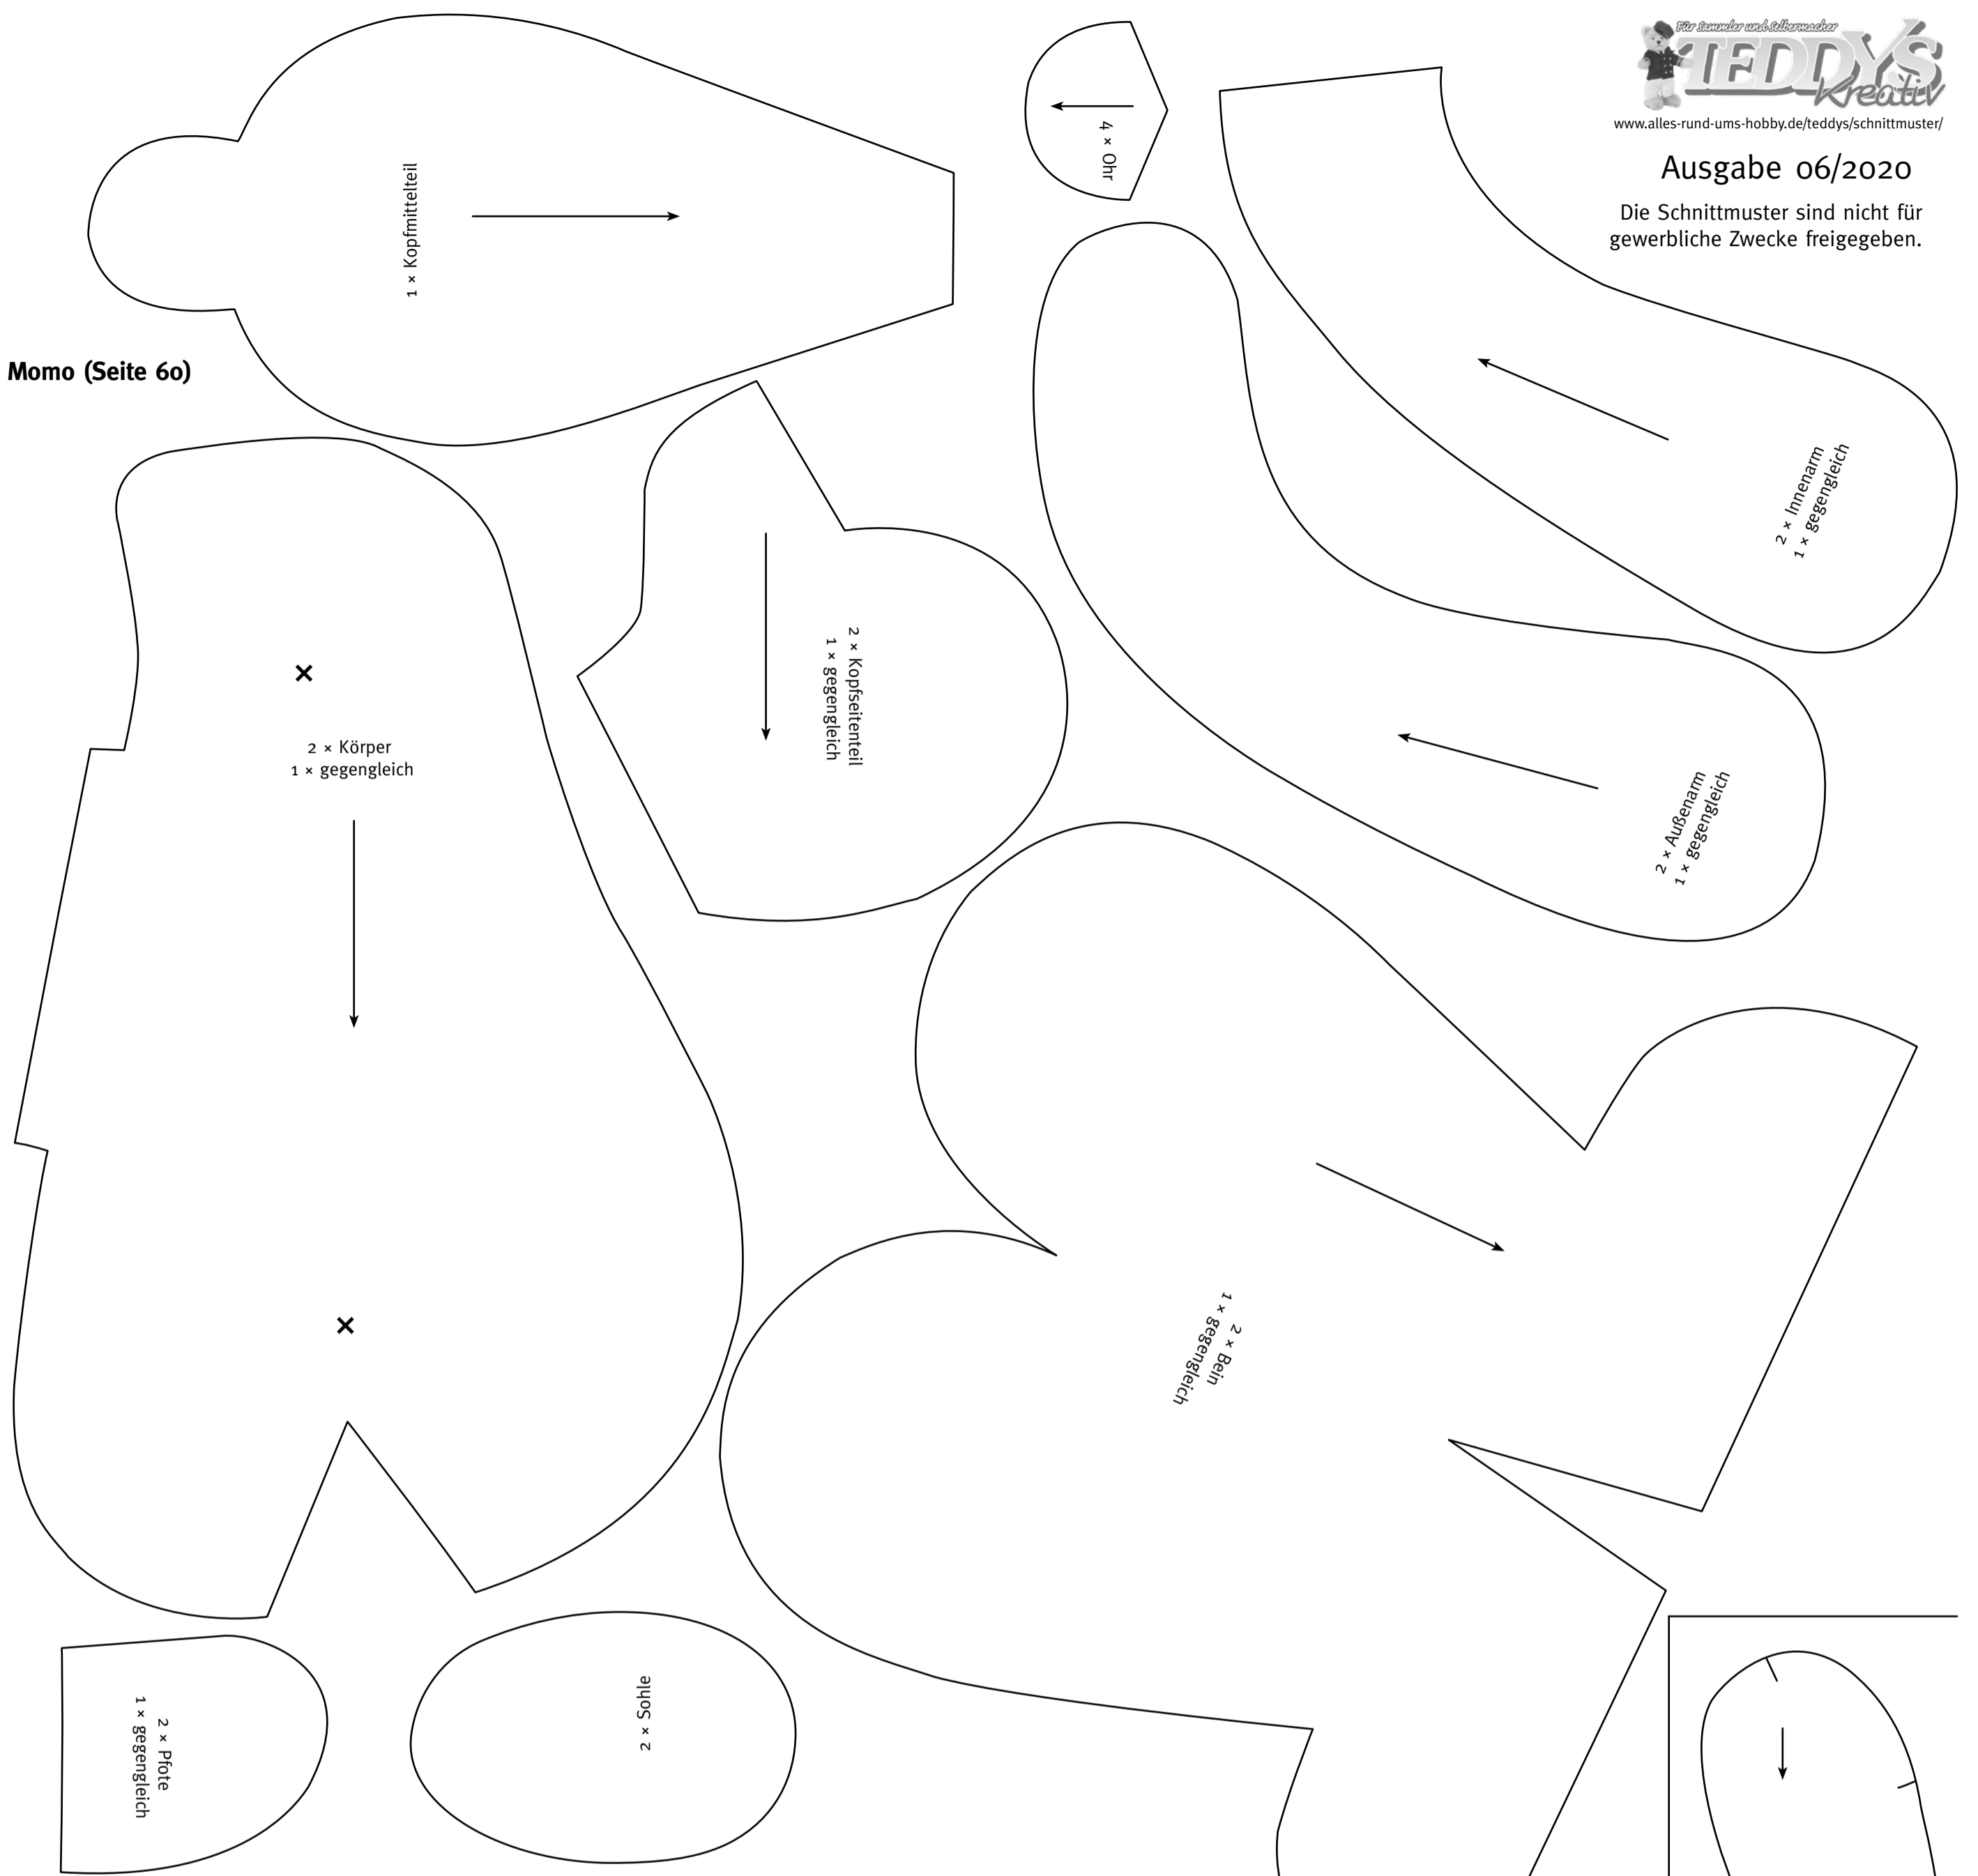 Für Sammler und Selbermacher
TEDDYS
Kreativ
www.alles-rund-ums-hobby.de/teddys/schnittmuster/
Ausgabe 06/2020
Die Schnittmuster sind nicht für
gewerbliche Zwecke freigegeben.
4 × Ohr
1 × Kopfmittelteil
Momo (Seite 60)
2 × Innenarm
1 × gegengleich
2 × Kopfseitenteil
1 × gegengleich
2 × Körper
1 × gegengleich
2 × Außenarm
1 × gegengleich
2 × Bein
1 × gegengleich
2 × Pfote
1 × gegengleich
2 × Sohle